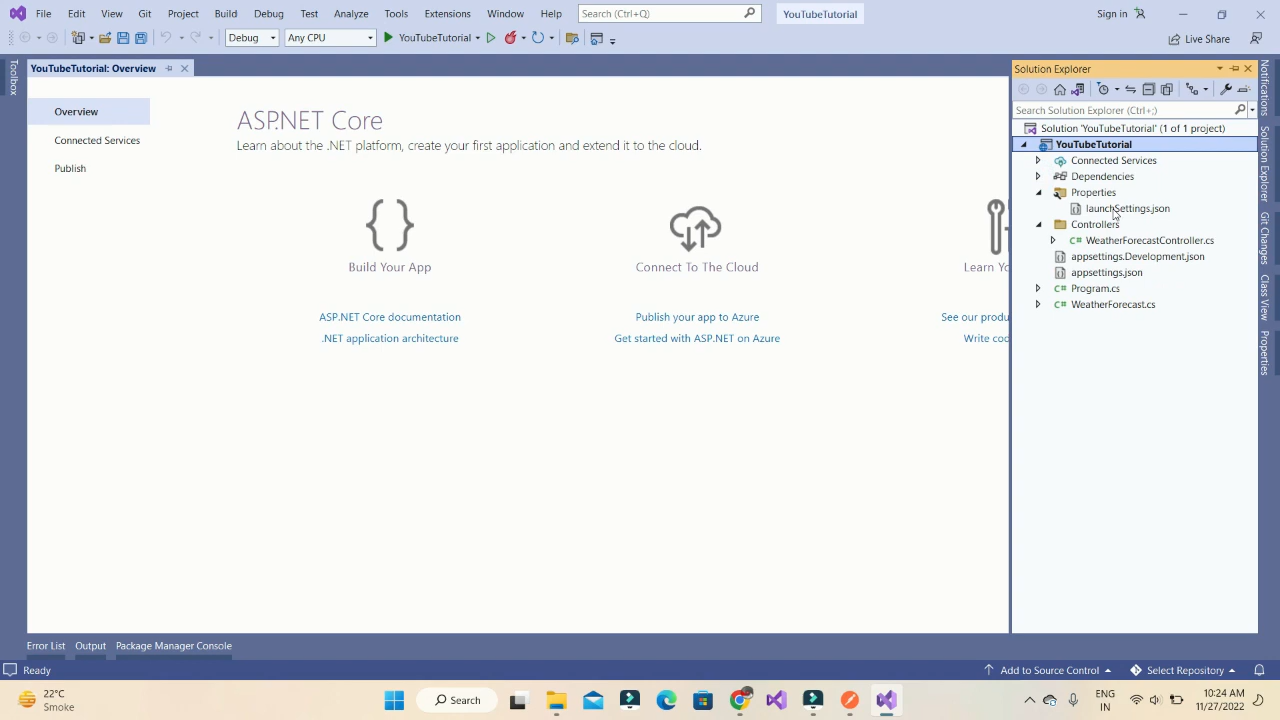 File Edit View Git Project Build Debug Test Analyze Tools Extensions Window Help Search (Ctrl+Q) YouTubeTutorial Sign in
Debug Any CPU YouTubeTutorial Live Share
Toolbox
YouTubeTutorial: Overview
Overview
Connected Services
Publish
ASP.NET Core
Learn about the .NET platform, create your first application and extend it to the cloud.
Build Your App
ASP.NET Core documentation
.NET application architecture
Connect To The Cloud
Publish your app to Azure
Get started with ASP.NET on Azure
Learn Yo
See our produ
Write cod
Solution Explorer
Search Solution Explorer (Ctrl+;)
Solution 'YouTubeTutorial' (1 of 1 project)
YouTubeTutorial
Connected Services
Dependencies
Properties
launchSettings.json
Controllers
WeatherForecastController.cs
appsettings.Development.json
appsettings.json
Program.cs
WeatherForecast.cs
Notifications
Solution Explorer
Git Changes
Class View
Properties
Error List Output Package Manager Console
Ready Add to Source Control Select Repository
22°C
Smoke
Search
ENG
IN
10:24 AM
11/27/2022